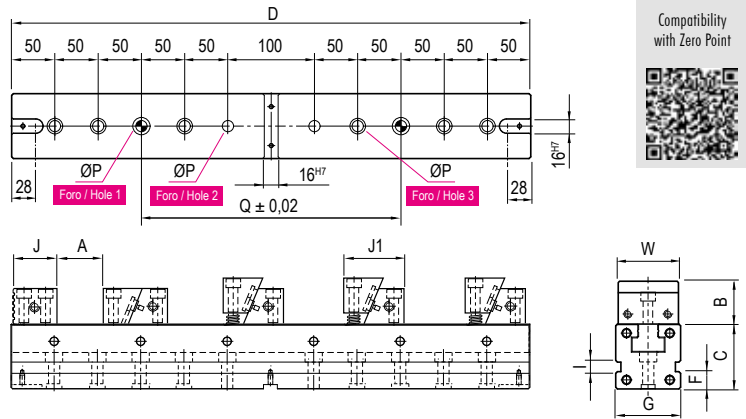 D
Compatibility
with Zero Point
50 50 50 50 50 100 50 50 50 50 50
28
ØP
Foro / Hole 1
ØP
Foro / Hole 2
16H7
Foro / Hole 3
28
16H7
Q ± 0,02
J
A
J1
W
B
C
I
F
G